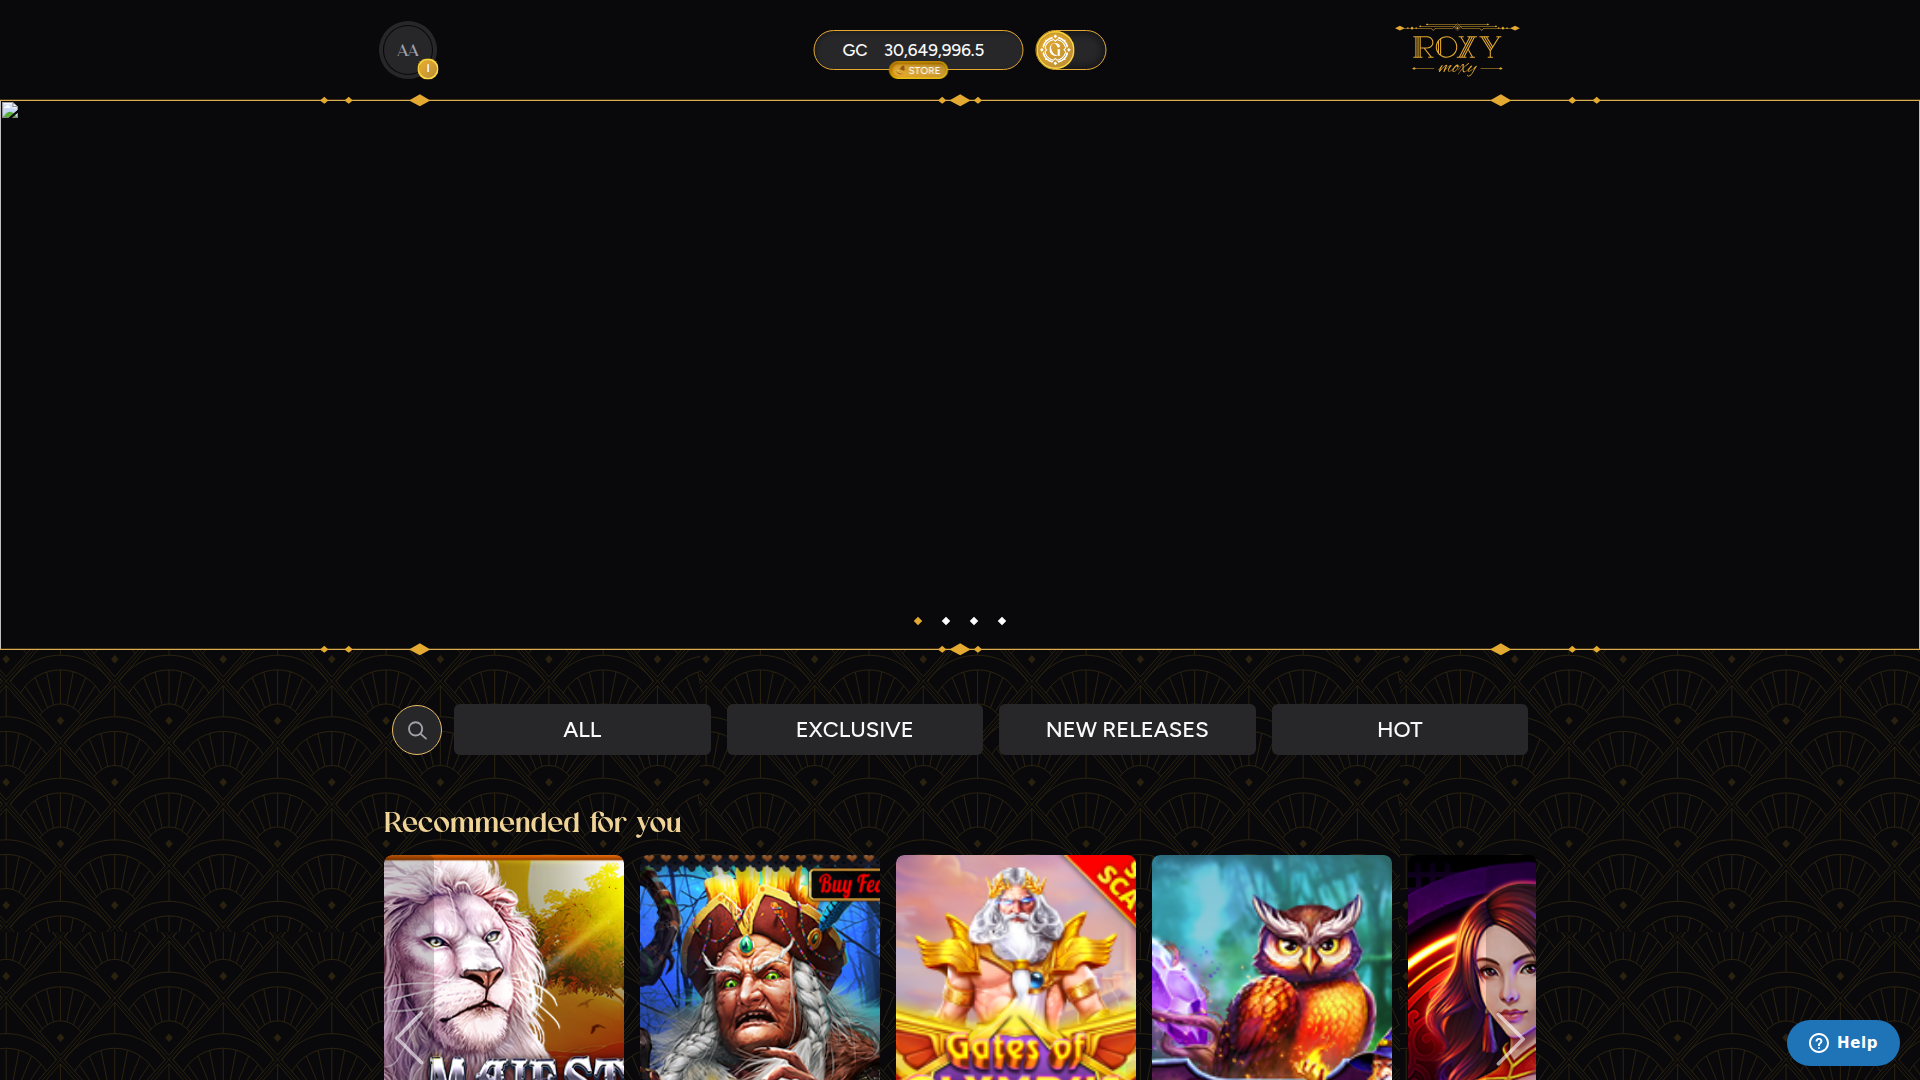 AA
I
GC 30,649,996.5
STORE
G
ROXY
moxy
ALL
EXCLUSIVE
NEW RELEASES
HOT
Recommended for you
Buy Fea
SCA
Gates of
Help